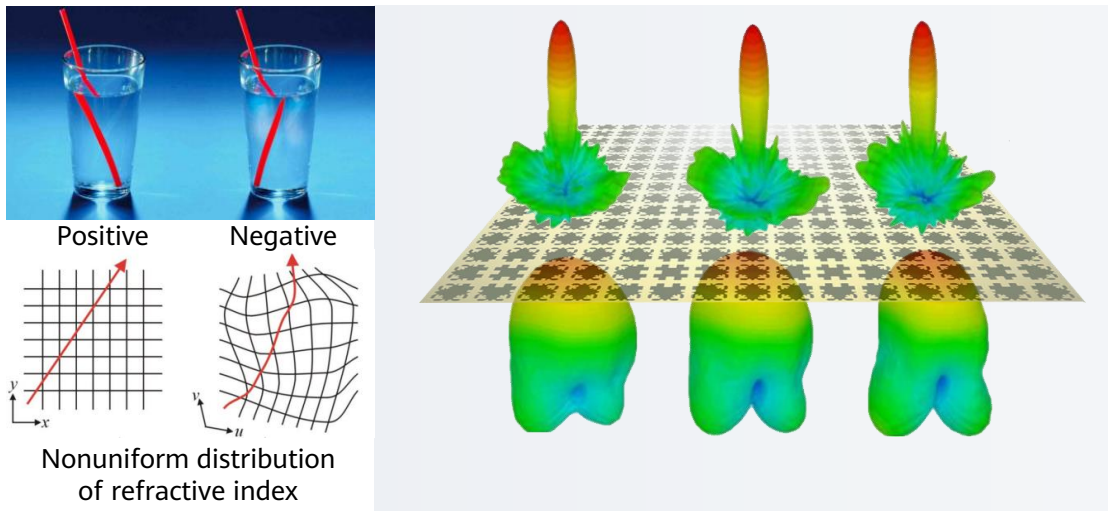 Positive
Negative
y
x
v
u
Nonuniform distribution
of refractive index